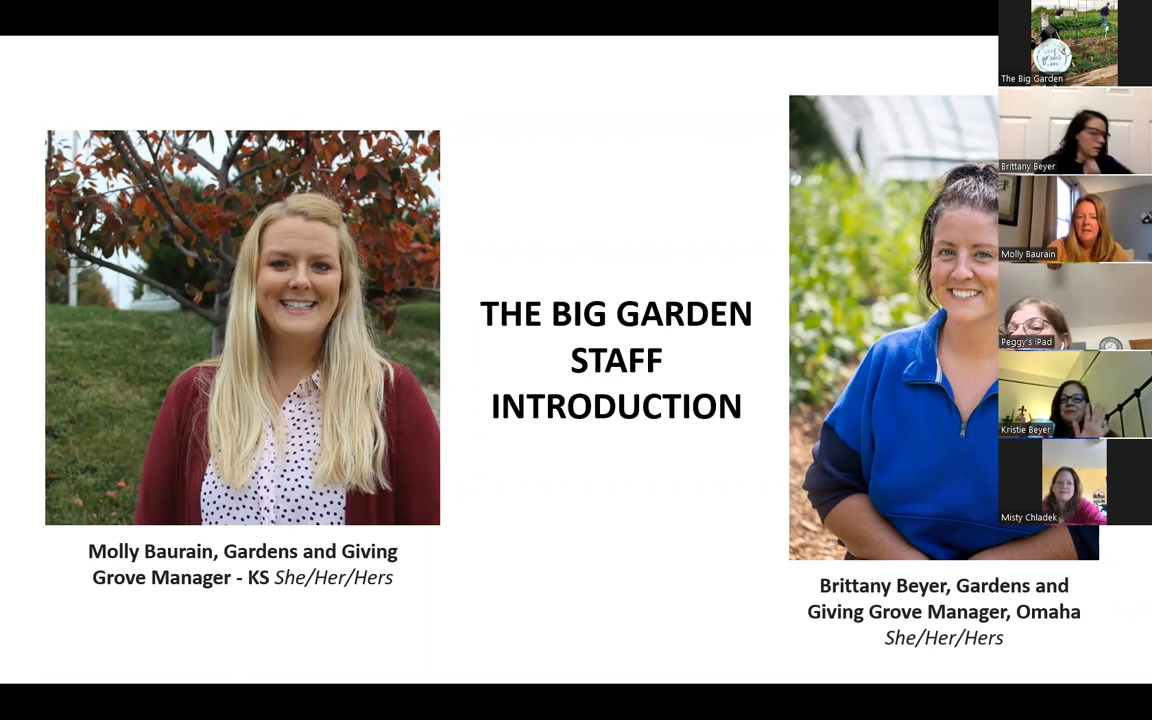 THE BIG GARDEN
STAFF
INTRODUCTION
Molly Baurain, Gardens and Giving
Grove Manager - KS She/Her/Hers
Brittany Beyer, Gardens and
Giving Grove Manager, Omaha
She/Her/Hers
The Big Garden
Brittany Beyer
Molly Baurain
Peggy's iPad
Kristie Beyer
Misty Chladek